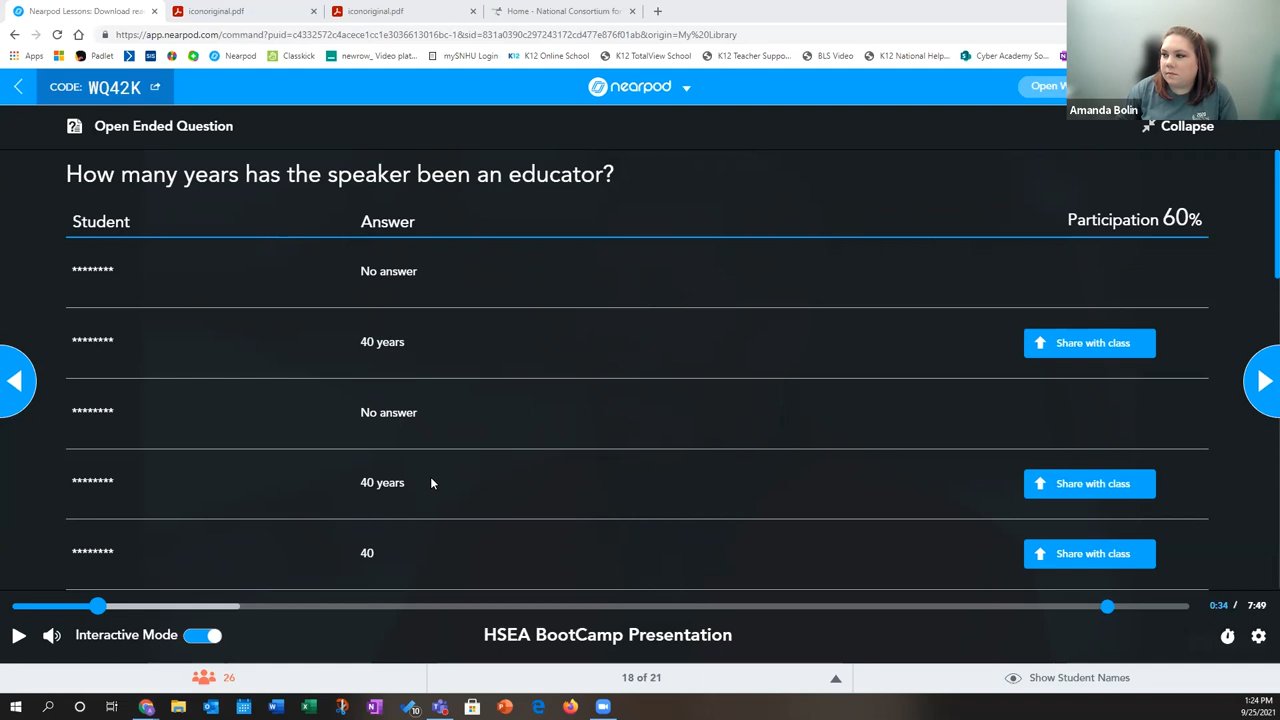 Nearpod Lessons: Download rea
iconoriginal.pdf
iconoriginal.pdf
Home - National Consortium for
https://app.nearpod.com/command?puid=c4332572c4acece1cc1e3036613016bc-1&sid=831a0390c297243172cd477e876f01ab&origin=My%20Library
Apps
Padlet
SIS
Nearpod
Classkick
newrow_ Video plat...
mySNHU Login
K12 Online School
K12 TotalView School
K12 Teacher Suppo...
BLS Video
K12 National Help...
Cyber Academy So...
CODE: WQ42K
nearpod
Open W
Amanda Bolin
Open Ended Question
Collapse
How many years has the speaker been an educator?
Student
Answer
Participation 60%
******** No answer
******** 40 years
Share with class
******** No answer
******** 40 years
Share with class
******** 40
Share with class
0:34 / 7:49
Interactive Mode
HSEA BootCamp Presentation
26
18 of 21
Show Student Names
1:24 PM
9/25/2021